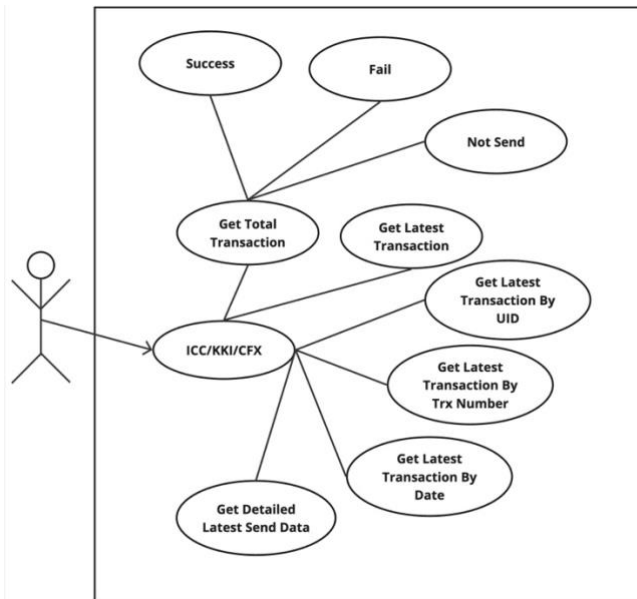 Success
Fail
Not Send
Get Total
Transaction
Get Latest
Transaction
Get Latest
Transaction By
UID
ICC/KKI/CFX
Get Latest
Transaction By
Trx Number
Get Latest
Transaction By
Date
Get Detailed
Latest Send Data